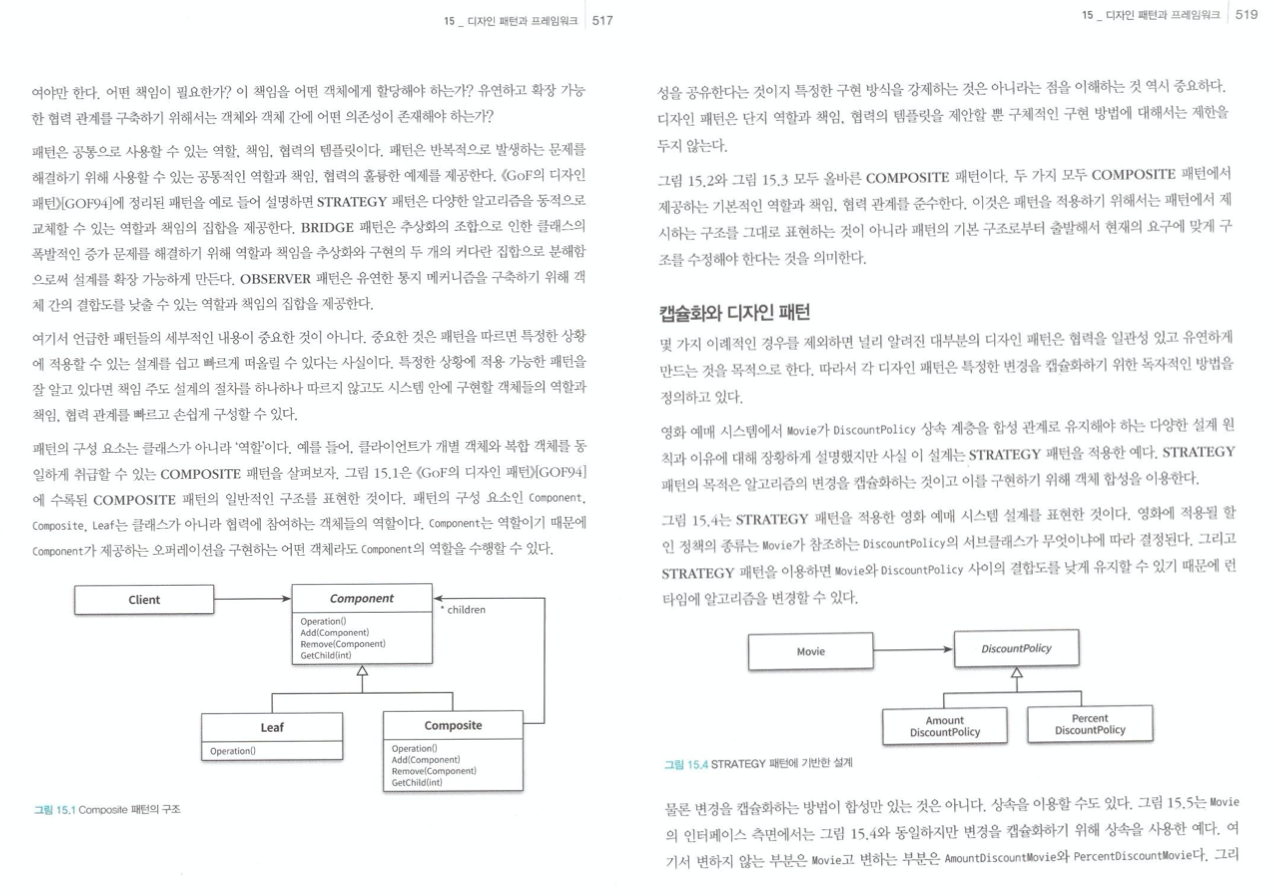 15 _ 디자인 패턴과 프레임워크 517
여야만 한다. 어떤 책임이 필요한가? 이 책임을 어떤 객체에게 할당해야 하는가? 유연하고 확장 가능
한 협력 관계를 구축하기 위해서는 객체와 객체 간에 어떤 의존성이 존재해야 하는가?
패턴은 공통으로 사용할 수 있는 역할, 책임, 협력의 템플릿이다. 패턴은 반복적으로 발생하는 문제를
해결하기 위해 사용할 수 있는 공통적인 역할과 책임, 협력의 훌륭한 예제를 제공한다. 《GoF의 디자인
패턴》[GOF94]에 정리된 패턴을 예로 들어 설명하면 STRATEGY 패턴은 다양한 알고리즘을 동적으로
교체할 수 있는 역할과 책임의 집합을 제공한다. BRIDGE 패턴은 추상화의 조합으로 인한 클래스의
폭발적인 증가 문제를 해결하기 위해 역할과 책임을 추상화와 구현의 두 개의 커다란 집합으로 분해함
으로써 설계를 확장 가능하게 만든다. OBSERVER 패턴은 유연한 통지 메커니즘을 구축하기 위해 객
체 간의 결합도를 낮출 수 있는 역할과 책임의 집합을 제공한다.
여기서 언급한 패턴들의 세부적인 내용이 중요한 것이 아니다. 중요한 것은 패턴을 따르면 특정한 상황
에 적용할 수 있는 설계를 쉽고 빠르게 떠올릴 수 있다는 사실이다. 특정한 상황에 적용 가능한 패턴을
잘 알고 있다면 책임 주도 설계의 절차를 하나하나 따르지 않고도 시스템 안에 구현할 객체들의 역할과
책임, 협력 관계를 빠르고 손쉽게 구성할 수 있다.
패턴의 구성 요소는 클래스가 아니라 ‘역할’이다. 예를 들어, 클라이언트가 개별 객체와 복합 객체를 동
일하게 취급할 수 있는 COMPOSITE 패턴을 살펴보자. 그림 15.1은 《GoF의 디자인 패턴》[GOF94]
에 수록된 COMPOSITE 패턴의 일반적인 구조를 표현한 것이다. 패턴의 구성 요소인 Component,
Composite, Leaf는 클래스가 아니라 협력에 참여하는 객체들의 역할이다. Component는 역할이기 때문에
Component가 제공하는 오퍼레이션을 구현하는 어떤 객체라도 Component의 역할을 수행할 수 있다.
Client
Component
* children
Operation()
Add(Component)
Remove(Component)
GetChild(int)
Leaf
Operation()
Composite
Operation()
Add(Component)
Remove(Component)
GetChild(int)
그림 15.1 Composite 패턴의 구조
15 _ 디자인 패턴과 프레임워크 519
성을 공유한다는 것이지 특정한 구현 방식을 강제하는 것은 아니라는 점을 이해하는 것 역시 중요하다.
디자인 패턴은 단지 역할과 책임, 협력의 템플릿을 제안할 뿐 구체적인 구현 방법에 대해서는 제한을
두지 않는다.
그림 15.2와 그림 15.3 모두 올바른 COMPOSITE 패턴이다. 두 가지 모두 COMPOSITE 패턴에서
제공하는 기본적인 역할과 책임, 협력 관계를 준수한다. 이것은 패턴을 적용하기 위해서는 패턴에서 제
시하는 구조를 그대로 표현하는 것이 아니라 패턴의 기본 구조로부터 출발해서 현재의 요구에 맞게 구
조를 수정해야 한다는 것을 의미한다.
캡슐화와 디자인 패턴
몇 가지 이례적인 경우를 제외하면 널리 알려진 대부분의 디자인 패턴은 협력을 일관성 있고 유연하게
만드는 것을 목적으로 한다. 따라서 각 디자인 패턴은 특정한 변경을 캡슐화하기 위한 독자적인 방법을
정의하고 있다.
영화 예매 시스템에서 Movie가 DiscountPolicy 상속 계층을 합성 관계로 유지해야 하는 다양한 설계 원
칙과 이유에 대해 장황하게 설명했지만 사실 이 설계는 STRATEGY 패턴을 적용한 예다. STRATEGY
패턴의 목적은 알고리즘의 변경을 캡슐화하는 것이고 이를 구현하기 위해 객체 합성을 이용한다.
그림 15.4는 STRATEGY 패턴을 적용한 영화 예매 시스템 설계를 표현한 것이다. 영화에 적용될 할
인 정책의 종류는 Movie가 참조하는 DiscountPolicy의 서브클래스가 무엇이냐에 따라 결정된다. 그리고
STRATEGY 패턴을 이용하면 Movie와 DiscountPolicy 사이의 결합도를 낮게 유지할 수 있기 때문에 런
타임에 알고리즘을 변경할 수 있다.
Movie
DiscountPolicy
Amount
DiscountPolicy
Percent
DiscountPolicy
그림 15.4 STRATEGY 패턴에 기반한 설계
물론 변경을 캡슐화하는 방법이 합성만 있는 것은 아니다. 상속을 이용할 수도 있다. 그림 15.5는 Movie
의 인터페이스 측면에서는 그림 15.4와 동일하지만 변경을 캡슐화하기 위해 상속을 사용한 예다. 여
기서 변하지 않는 부분은 Movie고 변하는 부분은 AmountDiscountMovie와 PercentDiscountMovie다. 그리